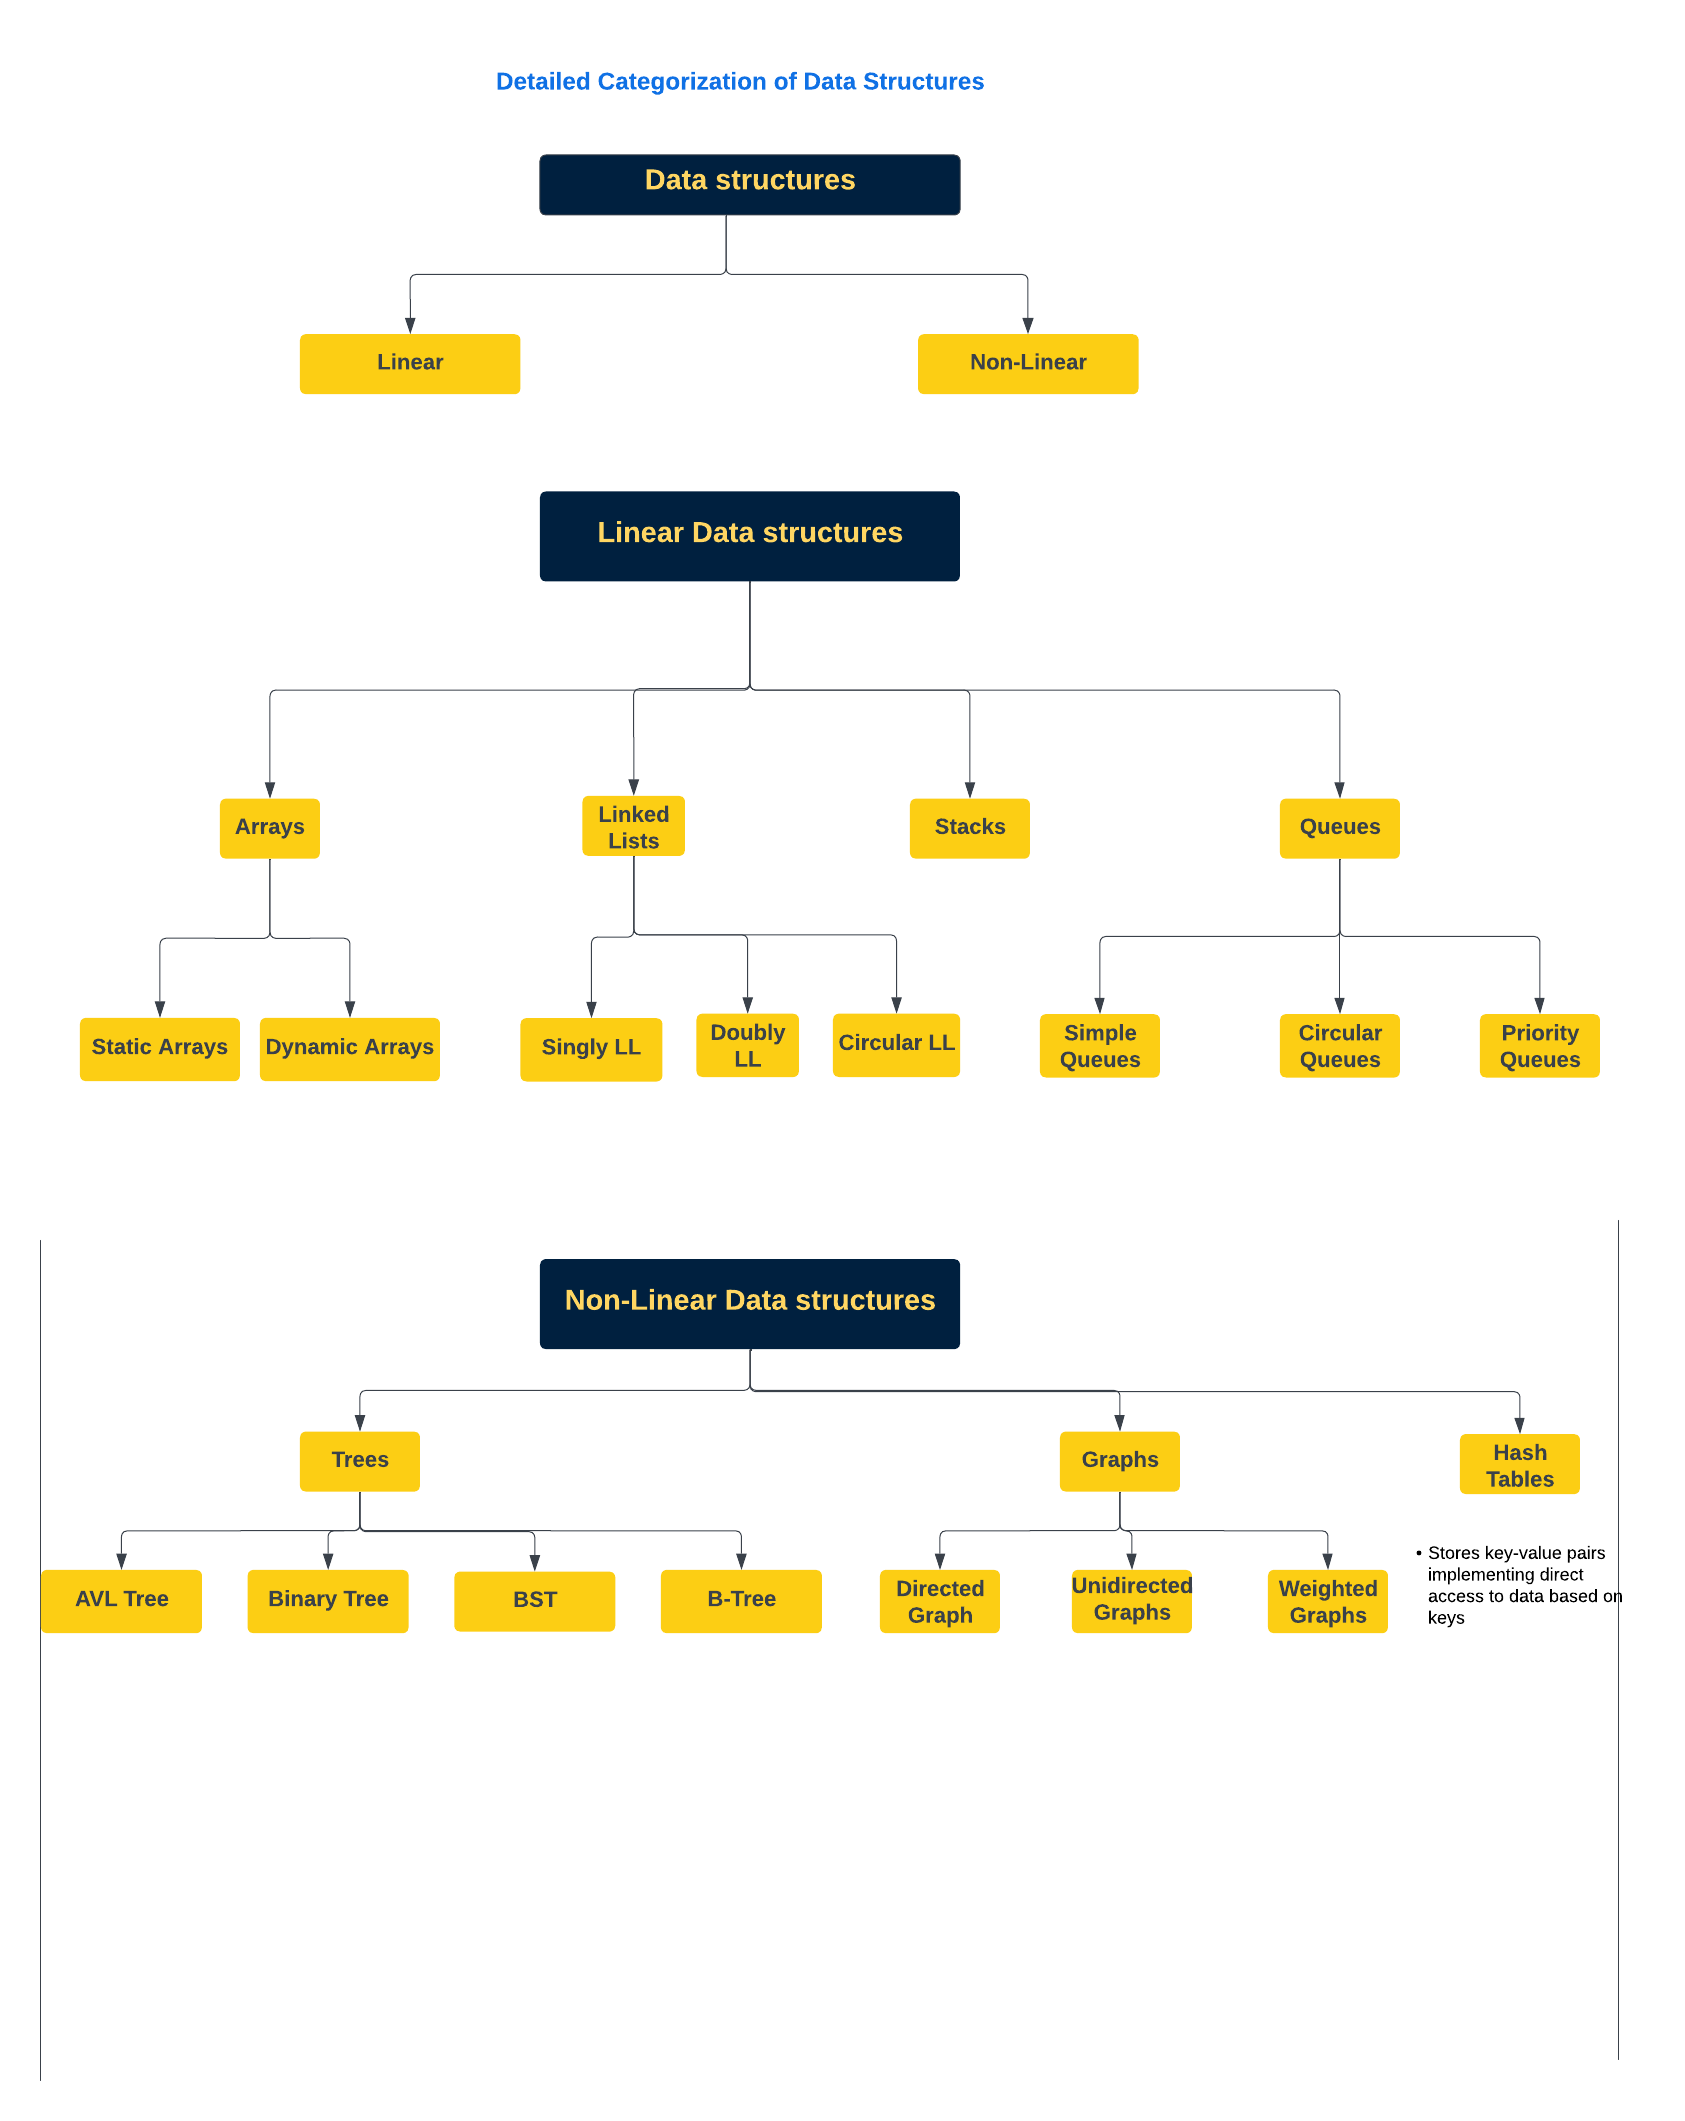 Detailed Categorization of Data Structures
Data structures
Linear
Non-Linear
Linear Data structures
Arrays
Linked
Lists
Stacks
Queues
Static Arrays
Dynamic Arrays
Singly LL
Doubly
LL
Circular LL
Simple
Queues
Circular
Queues
Priority
Queues
Non-Linear Data structures
Trees
Graphs
Hash
Tables
AVL Tree
Binary Tree
BST
B-Tree
Directed
Graph
Unidirected
Graphs
Weighted
Graphs
• Stores key-value pairs
implementing direct
access to data based on
keys